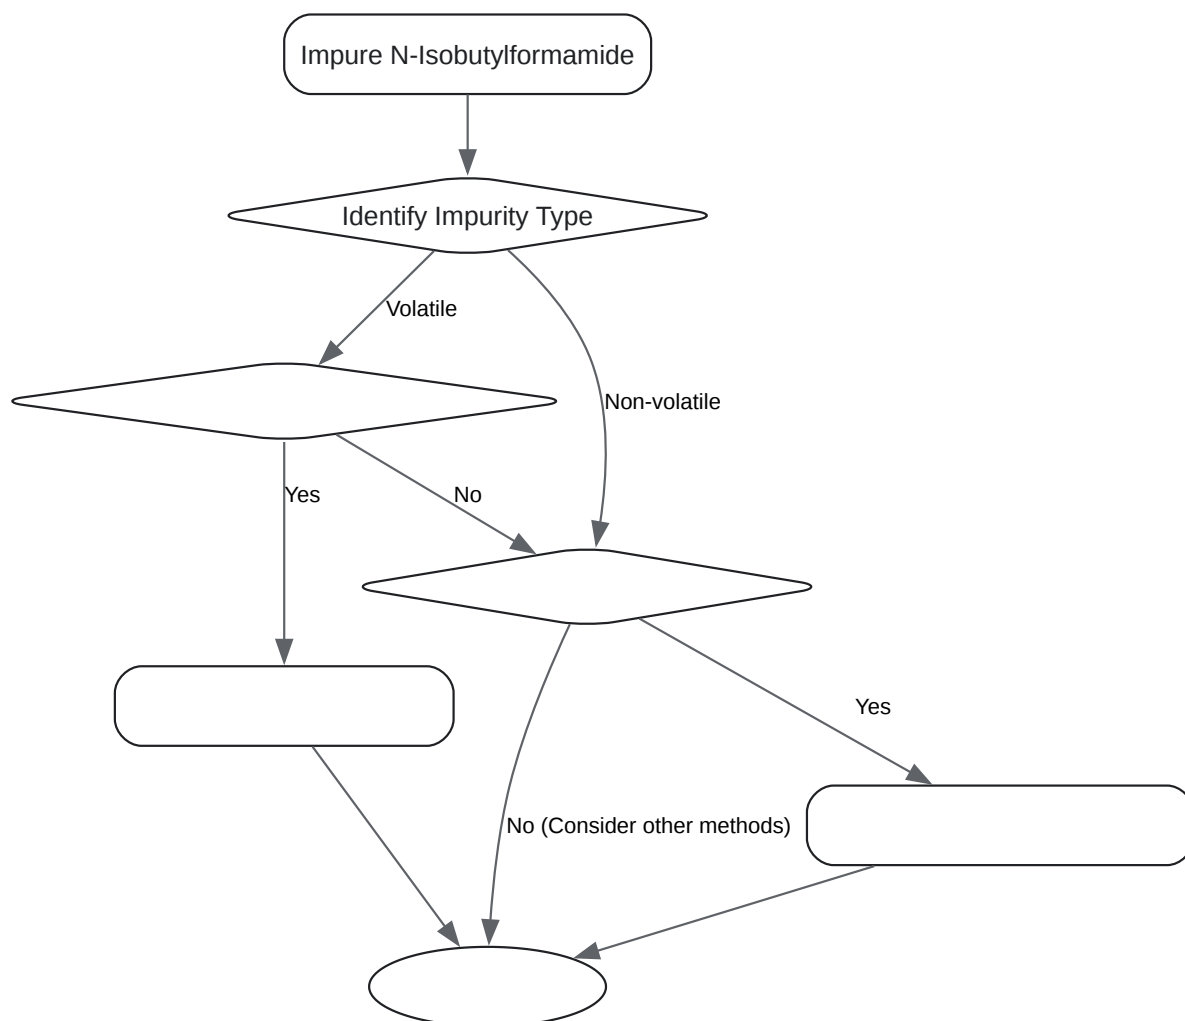 Impure N-Isobutylformamide
Identify Impurity Type
Volatile
Non-volatile
Yes
No
Yes
No (Consider other methods)